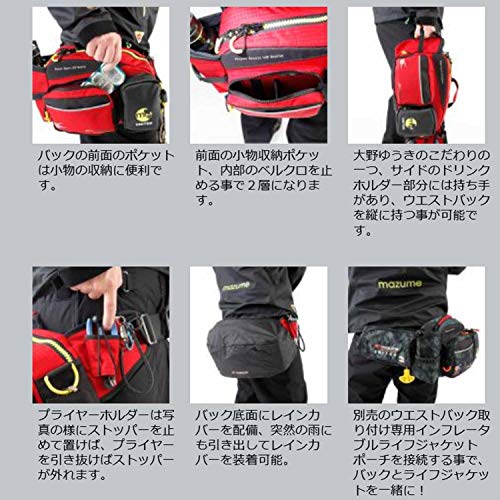 バックの前面のポケット
は小物の収納に便利で
す。
前面の小物収納ポケッ
ト、内部のベルクロを止
める事で２層になりま
す。
大野ゆうきのこだわりの
一つ、サイドのドリンク
ホルダー部分には持ち手
があり、ウエストバック
を縦に持つ事が可能で
す。
mazume
mazume
プライヤーホルダーは写
真の様にストッパーを止
めて置けば、プライヤー
を引き抜けばストッパー
が外れます。
バック底面にレインカ
バーを配備、突然の雨に
も引き出してレインカ
バーを装着可能。
別売のウエストバック取
り付け専用インフレータ
ブルライフジャケット
ポーチを接続する事で、
バックとライフジャケッ
トを一緒に！